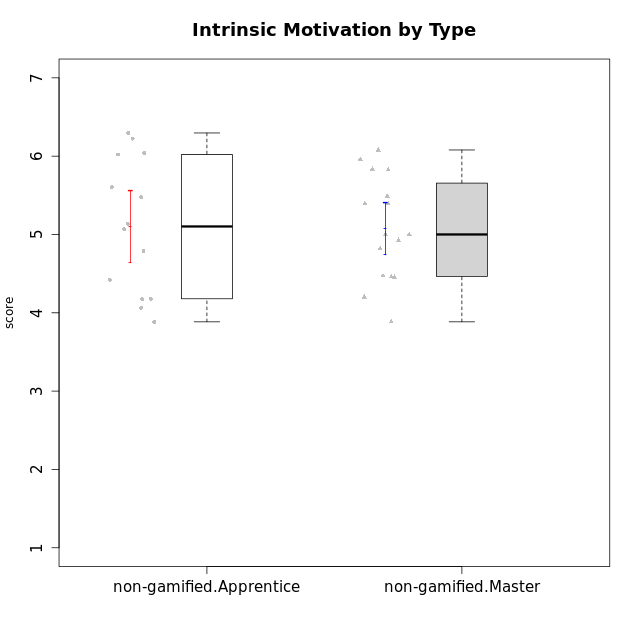 Intrinsic Motivation by Type
7
6
5
4
3
2
1
score
non-gamified.Apprentice
non-gamified.Master